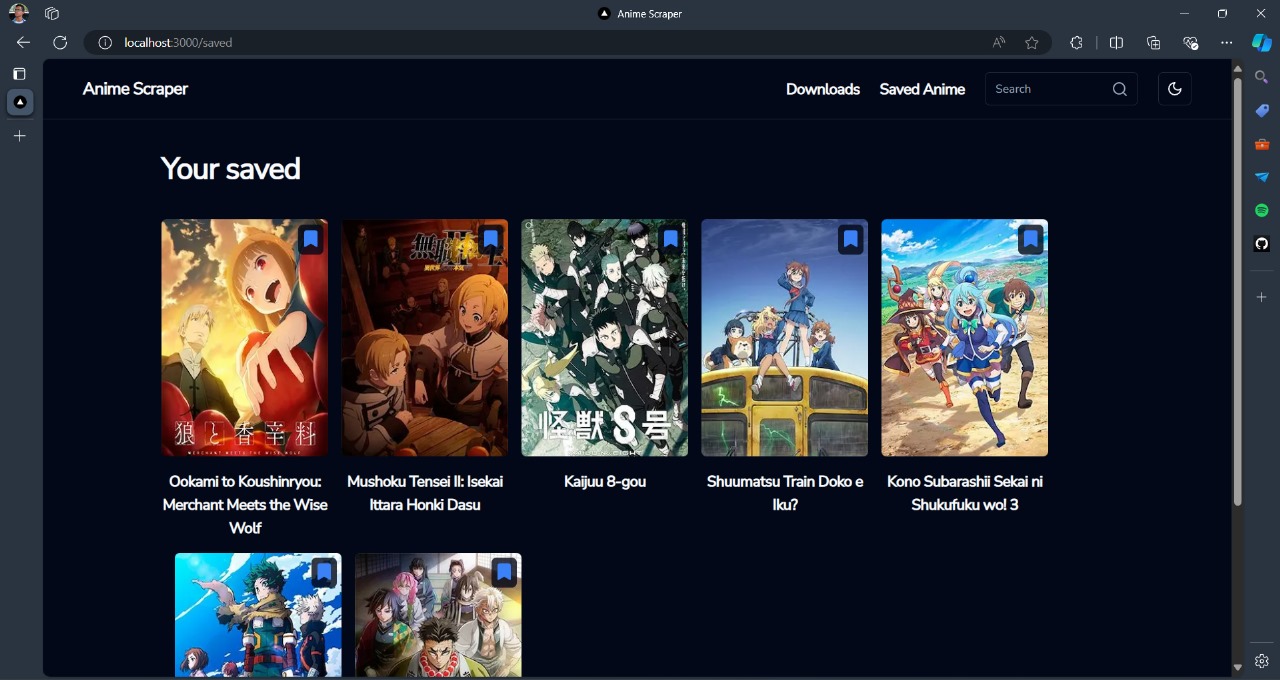 Anime Scraper
localhost:3000/saved
Anime Scraper
Downloads
Saved Anime
Search
Your saved
狼と香辛料
MERCHANT MEETS THE WISE WOLF
無職転生
II
怪獣8号
Ookami to Koushinryou:
Merchant Meets the Wise
Wolf
Mushoku Tensei II: Isekai
Ittara Honki Dasu
Kaijuu 8-gou
Shuumatsu Train Doko e
Iku?
Kono Subarashii Sekai ni
Shukufuku wo! 3